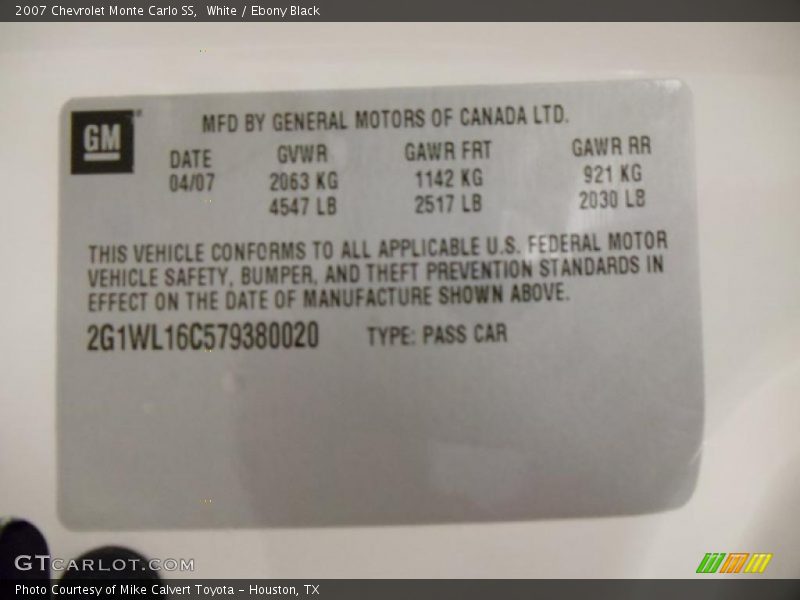 2007 Chevrolet Monte Carlo SS,  White / Ebony Black
GM
MFD BY GENERAL MOTORS OF CANADA LTD.
DATE GVWR GAWR FRT GAWR RR
04/07 2063 KG 1142 KG 921 KG
4547 LB 2517 LB 2030 LB
THIS VEHICLE CONFORMS TO ALL APPLICABLE U.S. FEDERAL MOTOR
VEHICLE SAFETY, BUMPER, AND THEFT PREVENTION STANDARDS IN
EFFECT ON THE DATE OF MANUFACTURE SHOWN ABOVE.
2G1WL16C579380020 TYPE: PASS CAR
GTCARLOT.COM
Photo Courtesy of Mike Calvert Toyota - Houston, TX